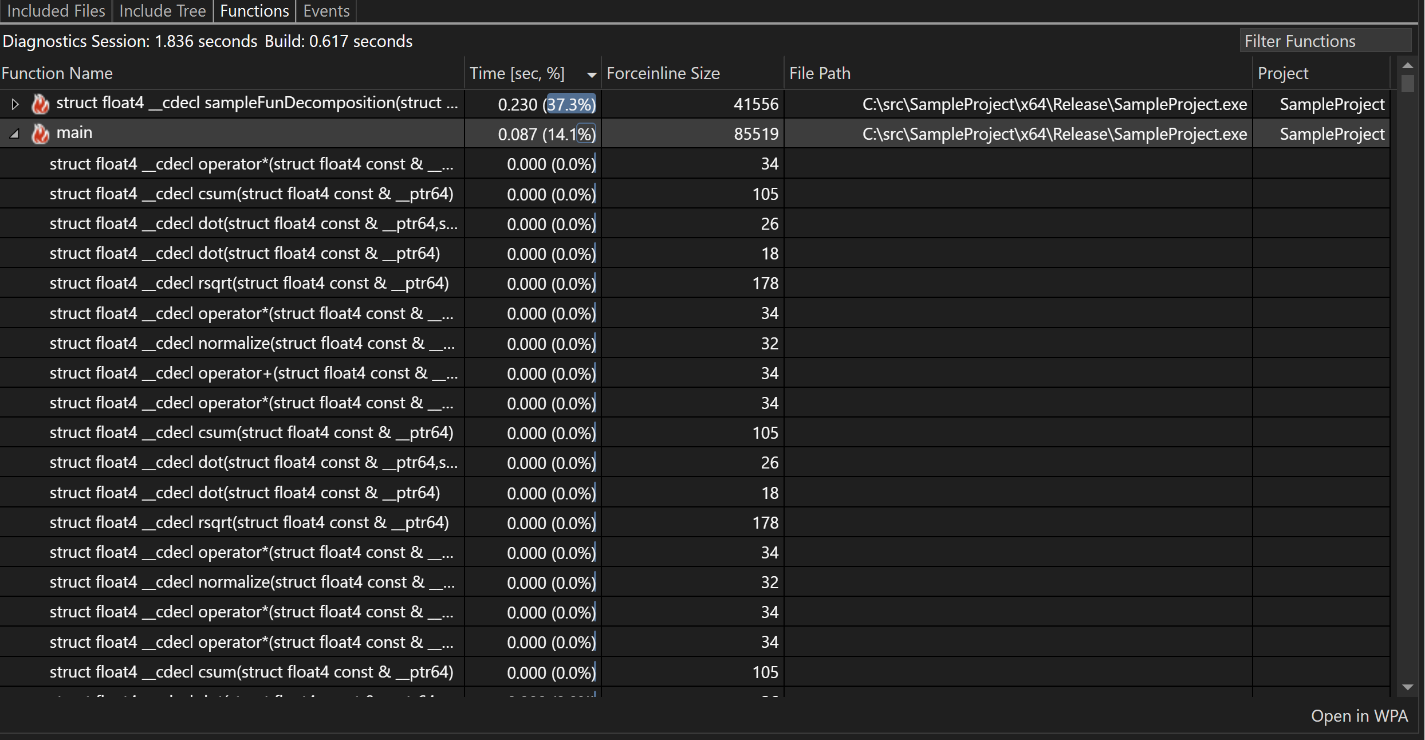 Included Files Include Tree Functions Events
Diagnostics Session: 1.836 seconds Build: 0.617 seconds Filter Functions
Function Name Time [sec, %] Forceinline Size File Path Project
struct float4 __cdecl sampleFunDecomposition(struct ... 0.230 (37.3%) 41556 C:\src\SampleProject\x64\Release\SampleProject.exe SampleProject
main 0.087 (14.1%) 85519 C:\src\SampleProject\x64\Release\SampleProject.exe SampleProject
struct float4 __cdecl operator*(struct float4 const & __... 0.000 (0.0%) 34
struct float4 __cdecl csum(struct float4 const & __ptr64) 0.000 (0.0%) 105
struct float4 __cdecl dot(struct float4 const & __ptr64,s... 0.000 (0.0%) 26
struct float4 __cdecl dot(struct float4 const & __ptr64) 0.000 (0.0%) 18
struct float4 __cdecl rsqrt(struct float4 const & __ptr64) 0.000 (0.0%) 178
struct float4 __cdecl operator*(struct float4 const & __... 0.000 (0.0%) 34
struct float4 __cdecl normalize(struct float4 const & __... 0.000 (0.0%) 32
struct float4 __cdecl operator+(struct float4 const & __... 0.000 (0.0%) 34
struct float4 __cdecl operator*(struct float4 const & __... 0.000 (0.0%) 34
struct float4 __cdecl csum(struct float4 const & __ptr64) 0.000 (0.0%) 105
struct float4 __cdecl dot(struct float4 const & __ptr64,s... 0.000 (0.0%) 26
struct float4 __cdecl dot(struct float4 const & __ptr64) 0.000 (0.0%) 18
struct float4 __cdecl rsqrt(struct float4 const & __ptr64) 0.000 (0.0%) 178
struct float4 __cdecl operator*(struct float4 const & __... 0.000 (0.0%) 34
struct float4 __cdecl normalize(struct float4 const & __... 0.000 (0.0%) 32
struct float4 __cdecl operator*(struct float4 const & __... 0.000 (0.0%) 34
struct float4 __cdecl operator*(struct float4 const & __... 0.000 (0.0%) 34
struct float4 __cdecl csum(struct float4 const & __ptr64) 0.000 (0.0%) 105
Open in WPA